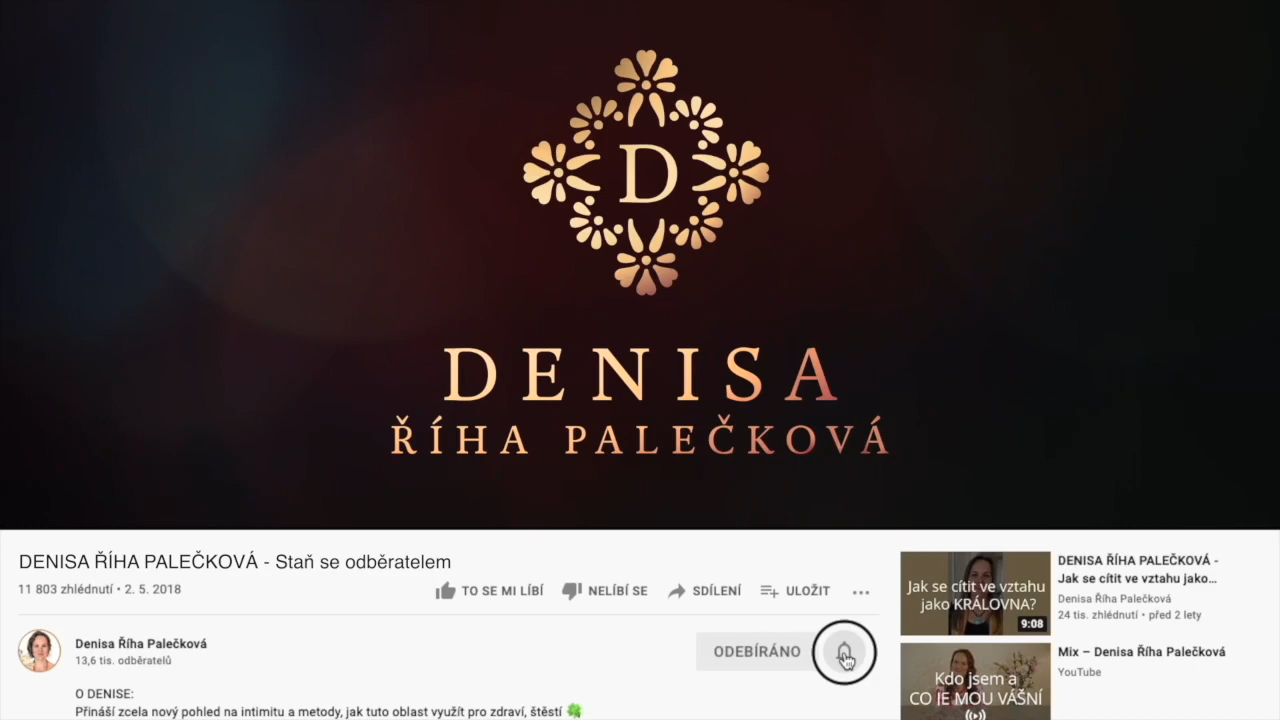 D
DENISA
ŘÍHA PALEČKOVÁ
DENISA ŘÍHA PALEČKOVÁ - Staň se odběratelem
11 803 zhlédnutí • 2. 5. 2018
TO SE MI LÍBÍ
NELÍBÍ SE
SDÍLENÍ
ULOŽIT
Denisa Říha Palečková
13,6 tis. odběratelů
ODEBÍRÁNO
O DENISE:
Přináší zcela nový pohled na intimitu a metody, jak tuto oblast využít pro zdraví, štěstí 🍀
Jak se cítit ve vztahu
jako KRÁLOVNA?
9:08
DENISA ŘÍHA PALEČKOVÁ -
Jak se cítit ve vztahu jako…
Denisa Říha Palečková
24 tis. zhlédnutí • před 2 lety
Kdo jsem a
CO JE MOU VÁŠNÍ
Mix – Denisa Říha Palečková
YouTube